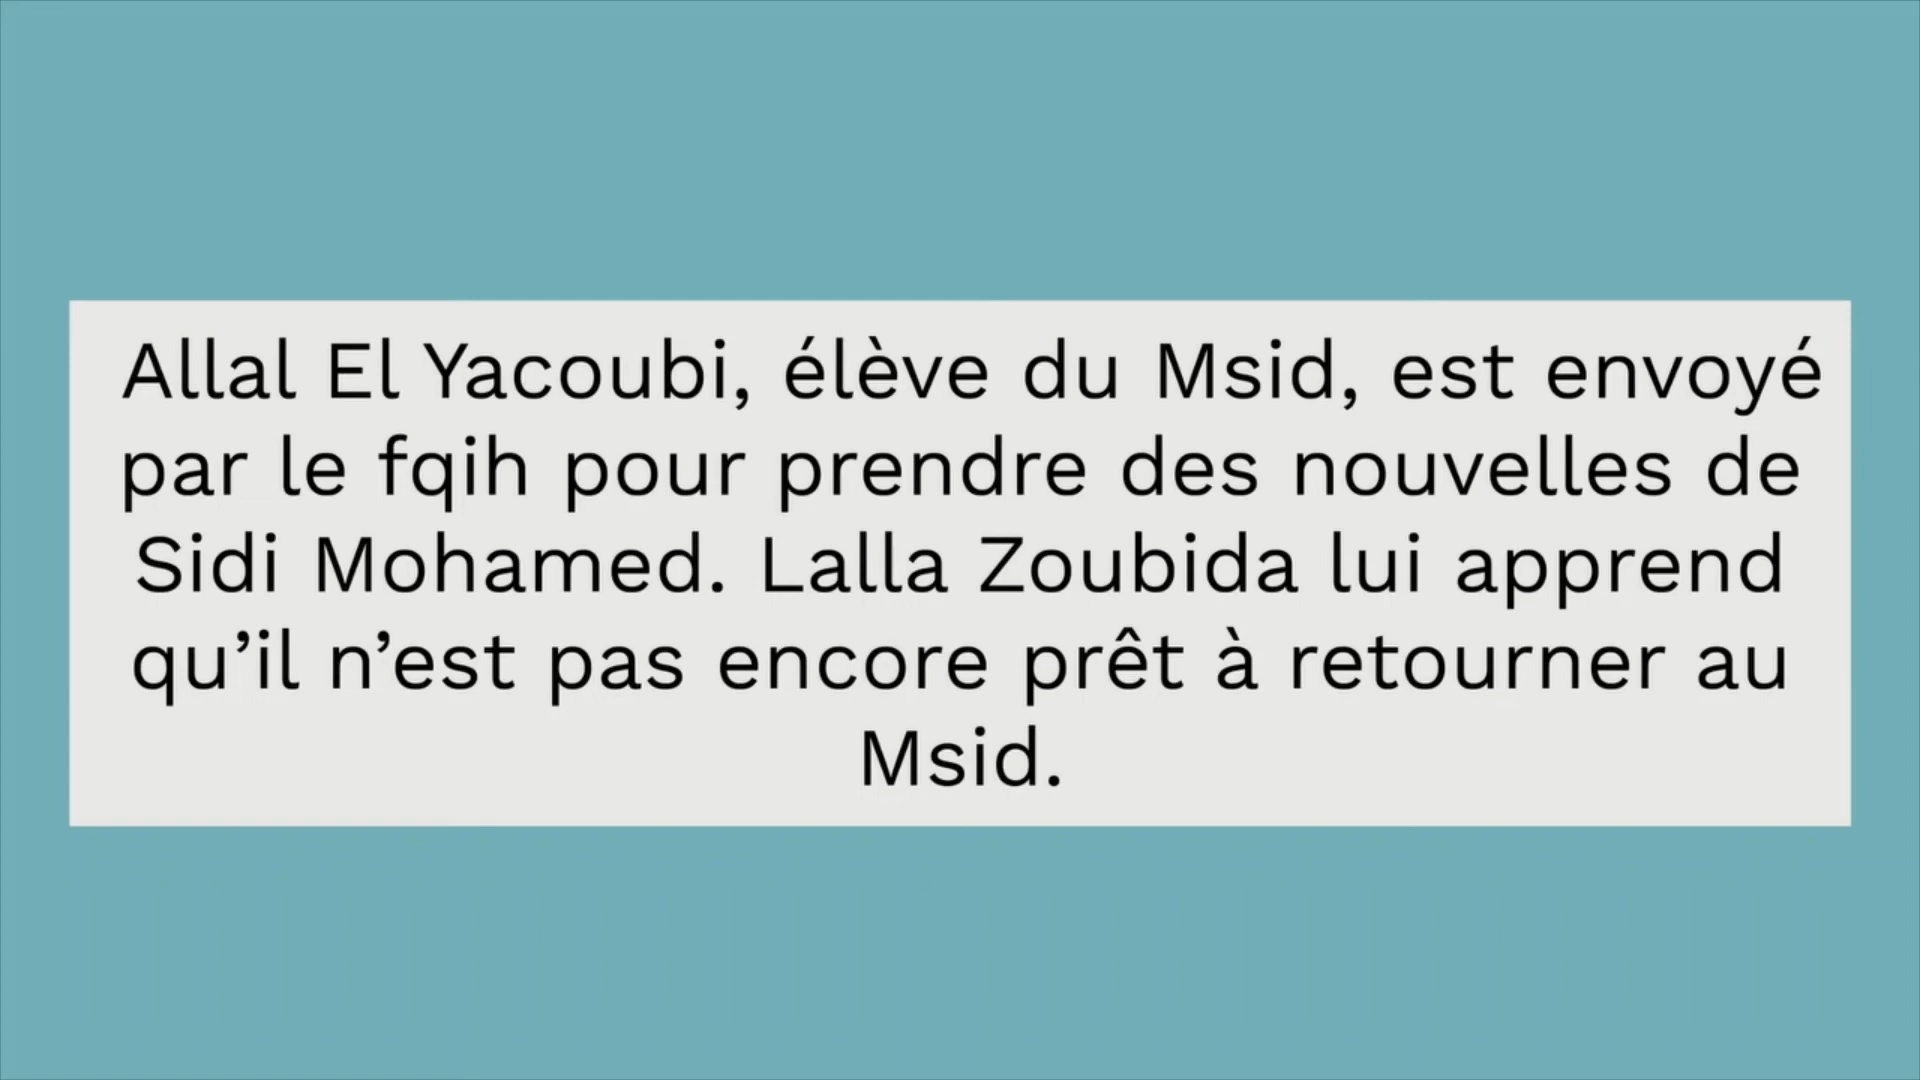 Allal El Yacoubi, élève du Msid, est envoyé
par le fqih pour prendre des nouvelles de
Sidi Mohamed. Lalla Zoubida lui apprend
qu’il n’est pas encore prêt à retourner au
Msid.